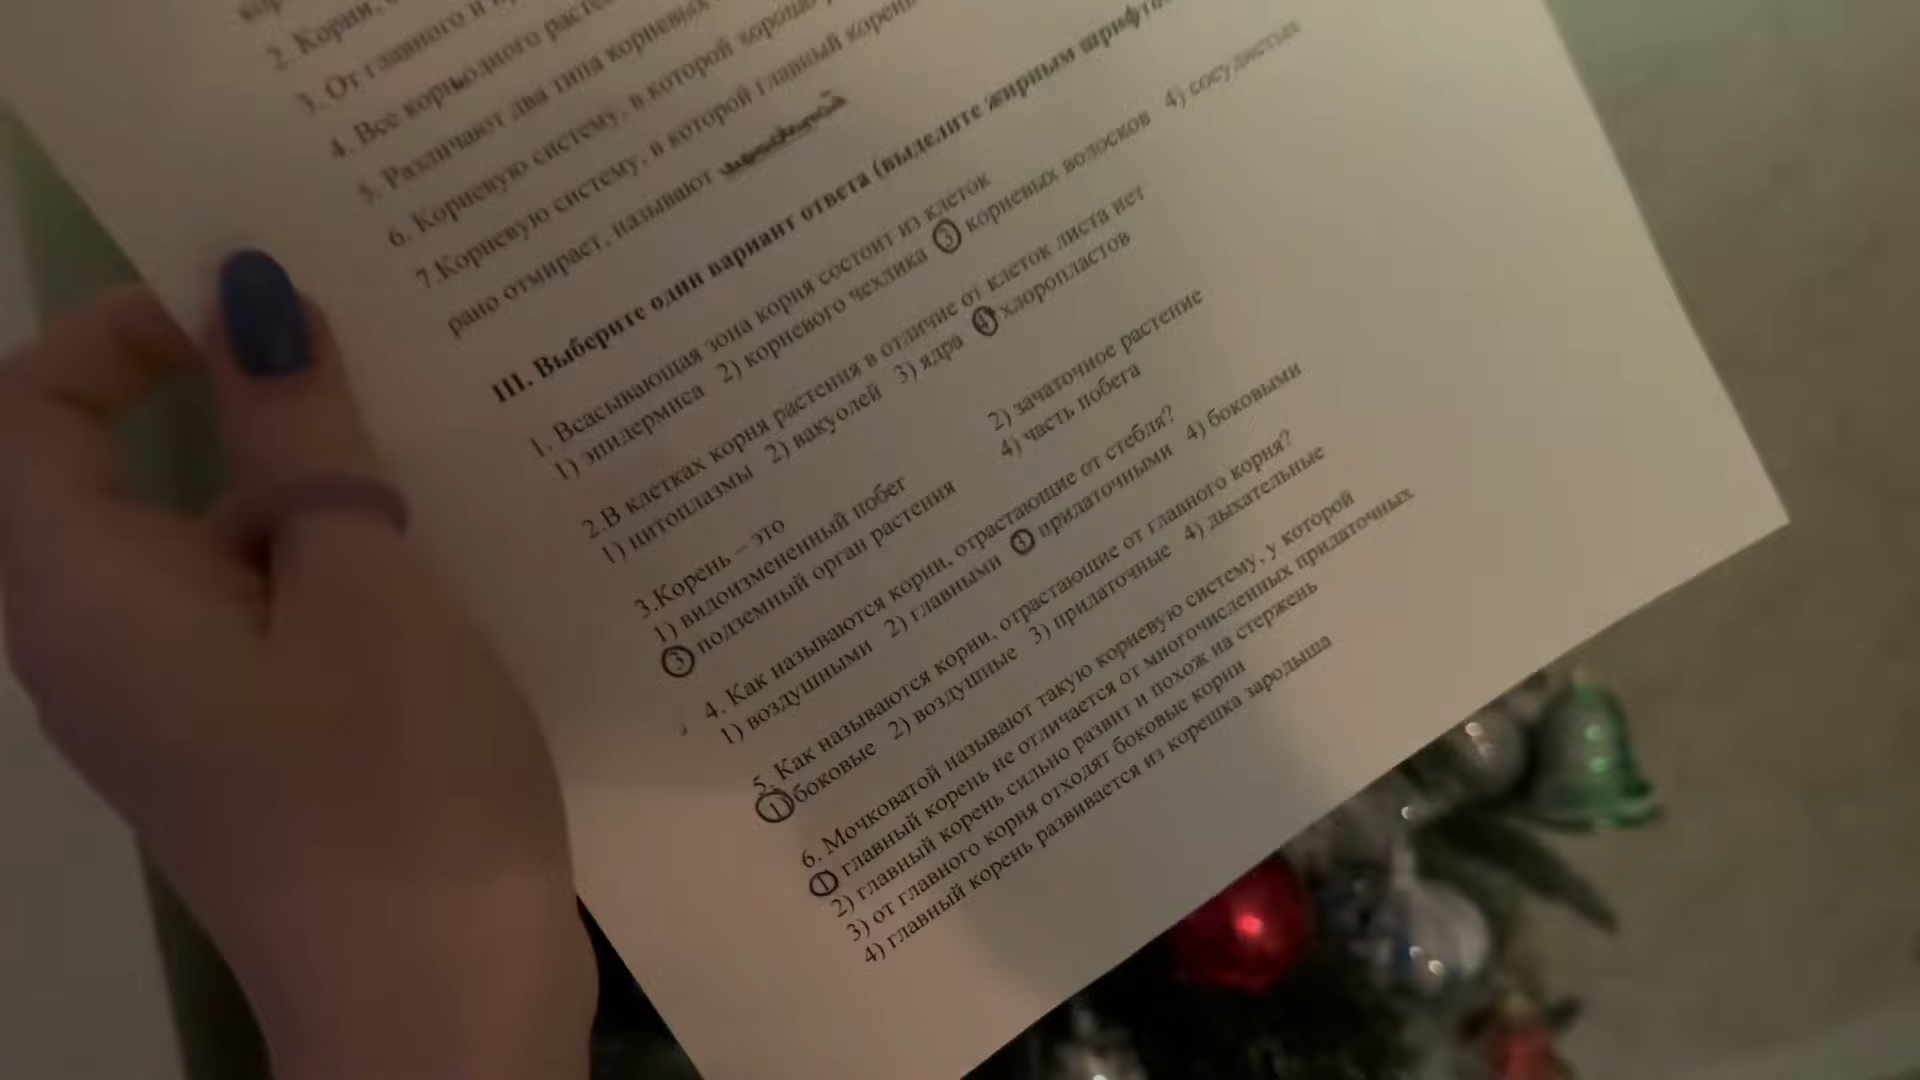 2. Корни,
3. От главного и
4. Все корни одного
5. Различают два типа корневых
6. Корневую систему, в которой хорошо
7.Корневую систему, в которой главный корень
рано отмирает, называют
III. Выберите один вариант ответа (выделите жирным шрифтом
1. Всасывающая зона корня состоит из клеток
1) эпидермиса 2) корневого чехлика 3) корневых волосков 4) сосудистых
2.В клетках корня растения в отличие от клеток листа нет
1) цитоплазмы 2) вакуолей 3) ядра 4) хлоропластов
3.Корень – это
1) видоизмененный побег 2) зачаточное растение
3) подземный орган растения 4) часть побега
4. Как называются корни, отрастающие от стебля?
1) воздушными 2) главными 3) придаточными 4) боковыми
5. Как называются корни, отрастающие от главного корня?
1) боковые 2) воздушные 3) придаточные 4) дыхательные
6. Мочковатой называют такую корневую систему, у которой
1) главный корень не отличается от многочисленных придаточных
2) главный корень сильно развит и похож на стержень
3) от главного корня отходят боковые корни
4) главный корень развивается из корешка зародыша